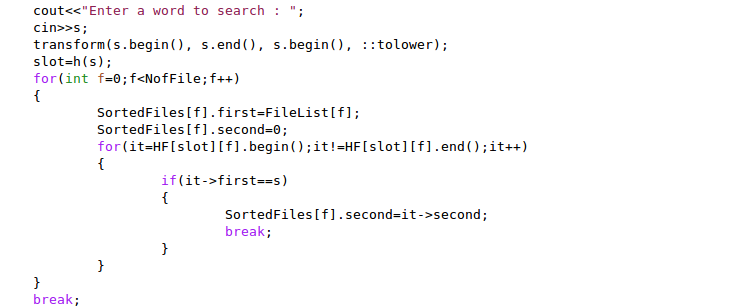 cout<<"Enter a word to search : ";
cin>>s;
transform(s.begin(), s.end(), s.begin(), ::tolower);
slot=h(s);
for(int f=0;f<NofFile;f++)
{
        SortedFiles[f].first=FileList[f];
        SortedFiles[f].second=0;
        for(it=HF[slot][f].begin();it!=HF[slot][f].end();it++)
        {
                if(it->first==s)
                {
                        SortedFiles[f].second=it->second;
                        break;
                }
        }
}
break;